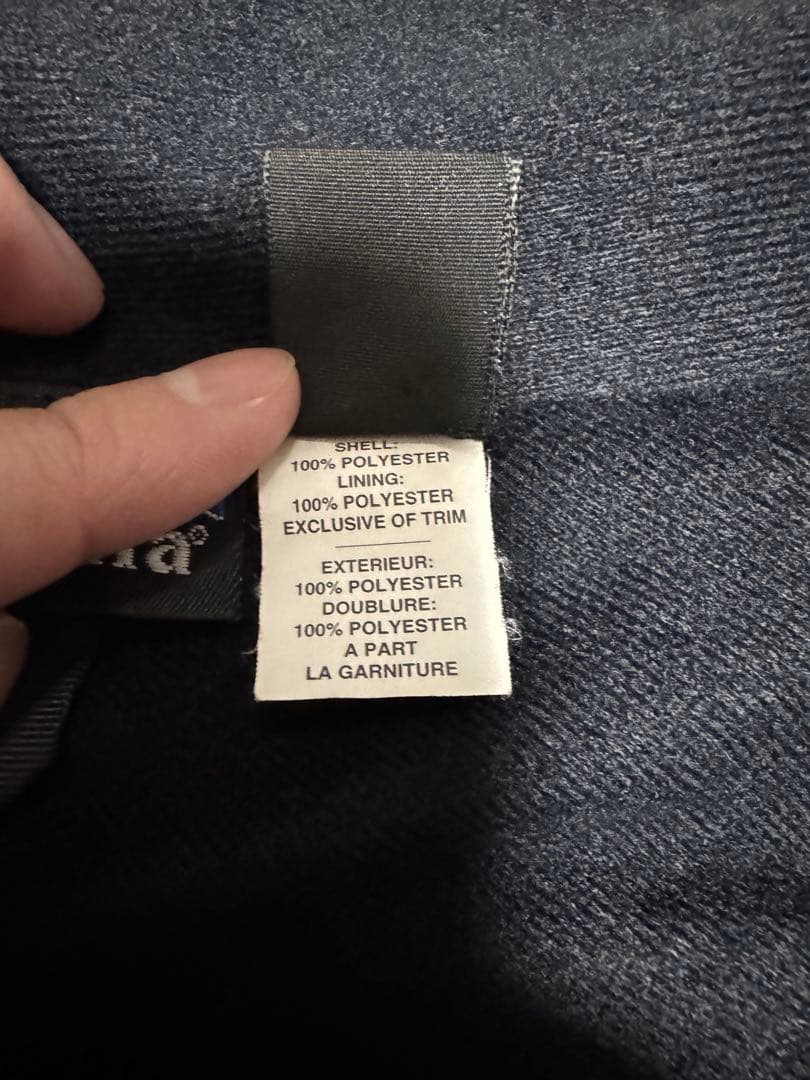 SHELL:
100% POLYESTER
LINING:
100% POLYESTER
EXCLUSIVE OF TRIM
EXTERIEUR:
100% POLYESTER
DOUBLURE:
100% POLYESTER
A PART
LA GARNITURE